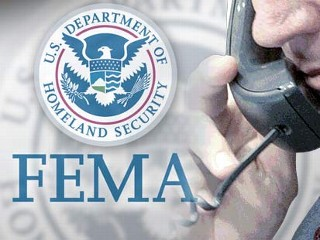 U.S. DEPARTMENT OF
HOMELAND SECURITY
FEMA